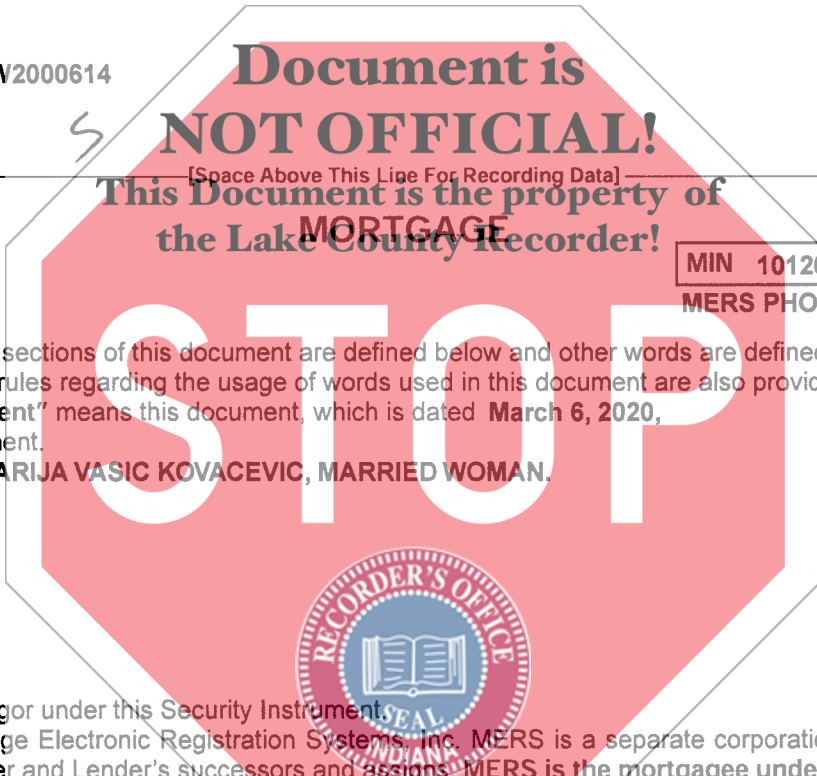 V2000614
Document is
NOT OFFICIAL!
[Space Above This Line For Recording Data]
This Document is the property of
MORTGAGE
the Lake County Recorder!
MIN 10120
MERS PHO
STOP
sections of this document are defined below and other words are defined
rules regarding the usage of words used in this document are also provid
ent" means this document, which is dated March 6, 2020,
ent.
ARIJA VASIC KOVACEVIC, MARRIED WOMAN.
RECORDER'S OFFICE
SEAL
INDIANA
gor under this Security Instrument.
ge Electronic Registration Systems, Inc. MERS is a separate corporati
er and Lender's successors and assigns. MERS is the mortgagee unde